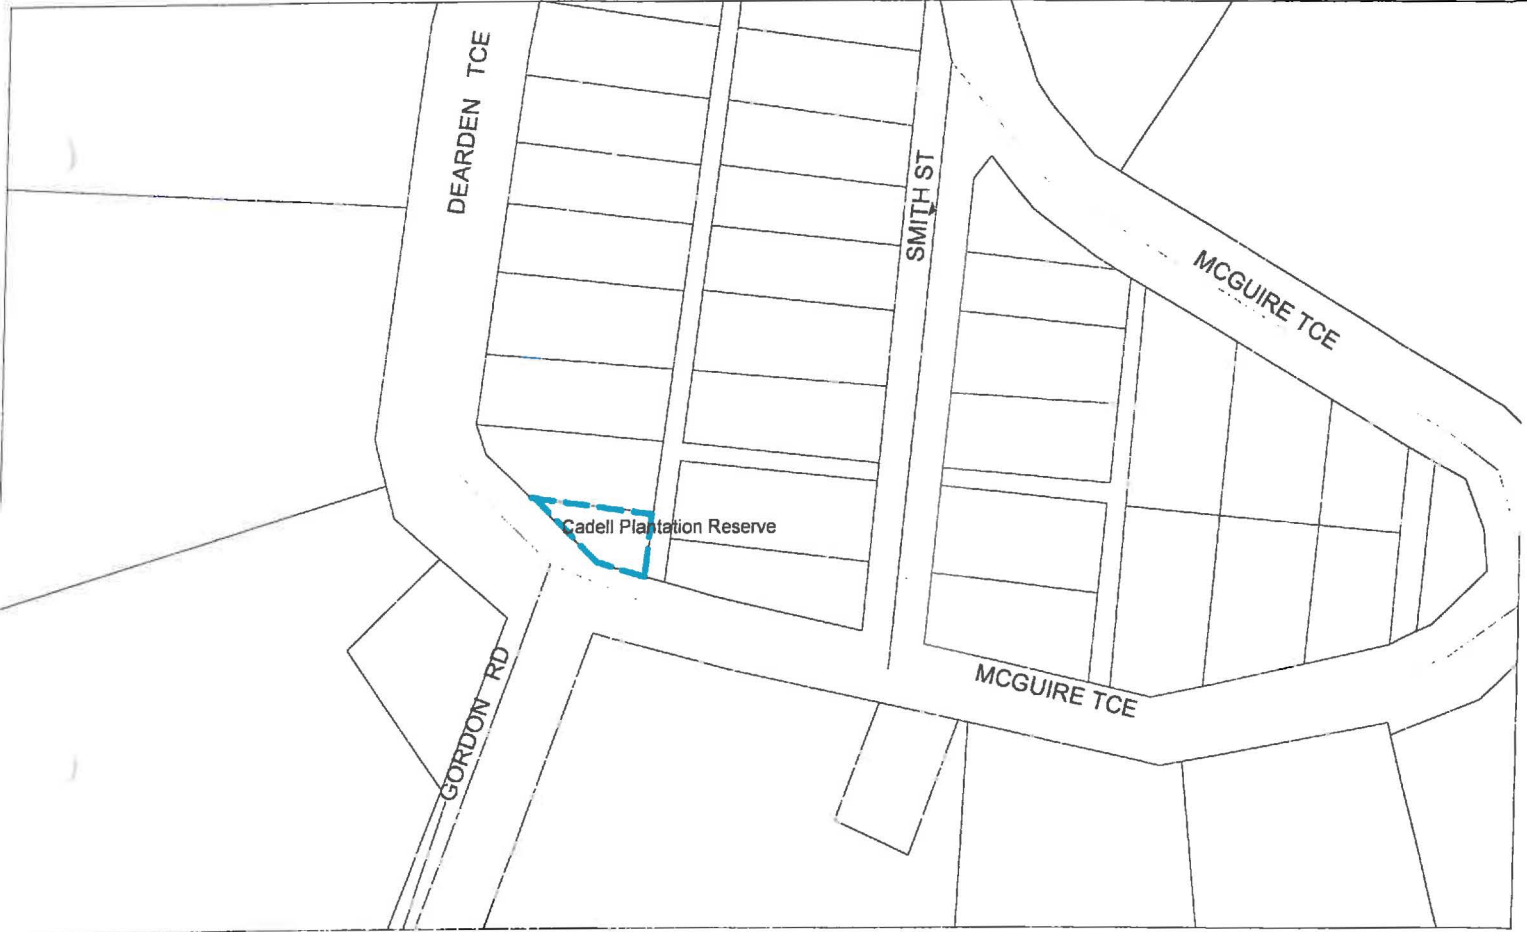 DEARDEN TCE
SMITH ST
MCGUIRE TCE
Cadell Plantation Reserve
GORDON RD
MCGUIRE TCE